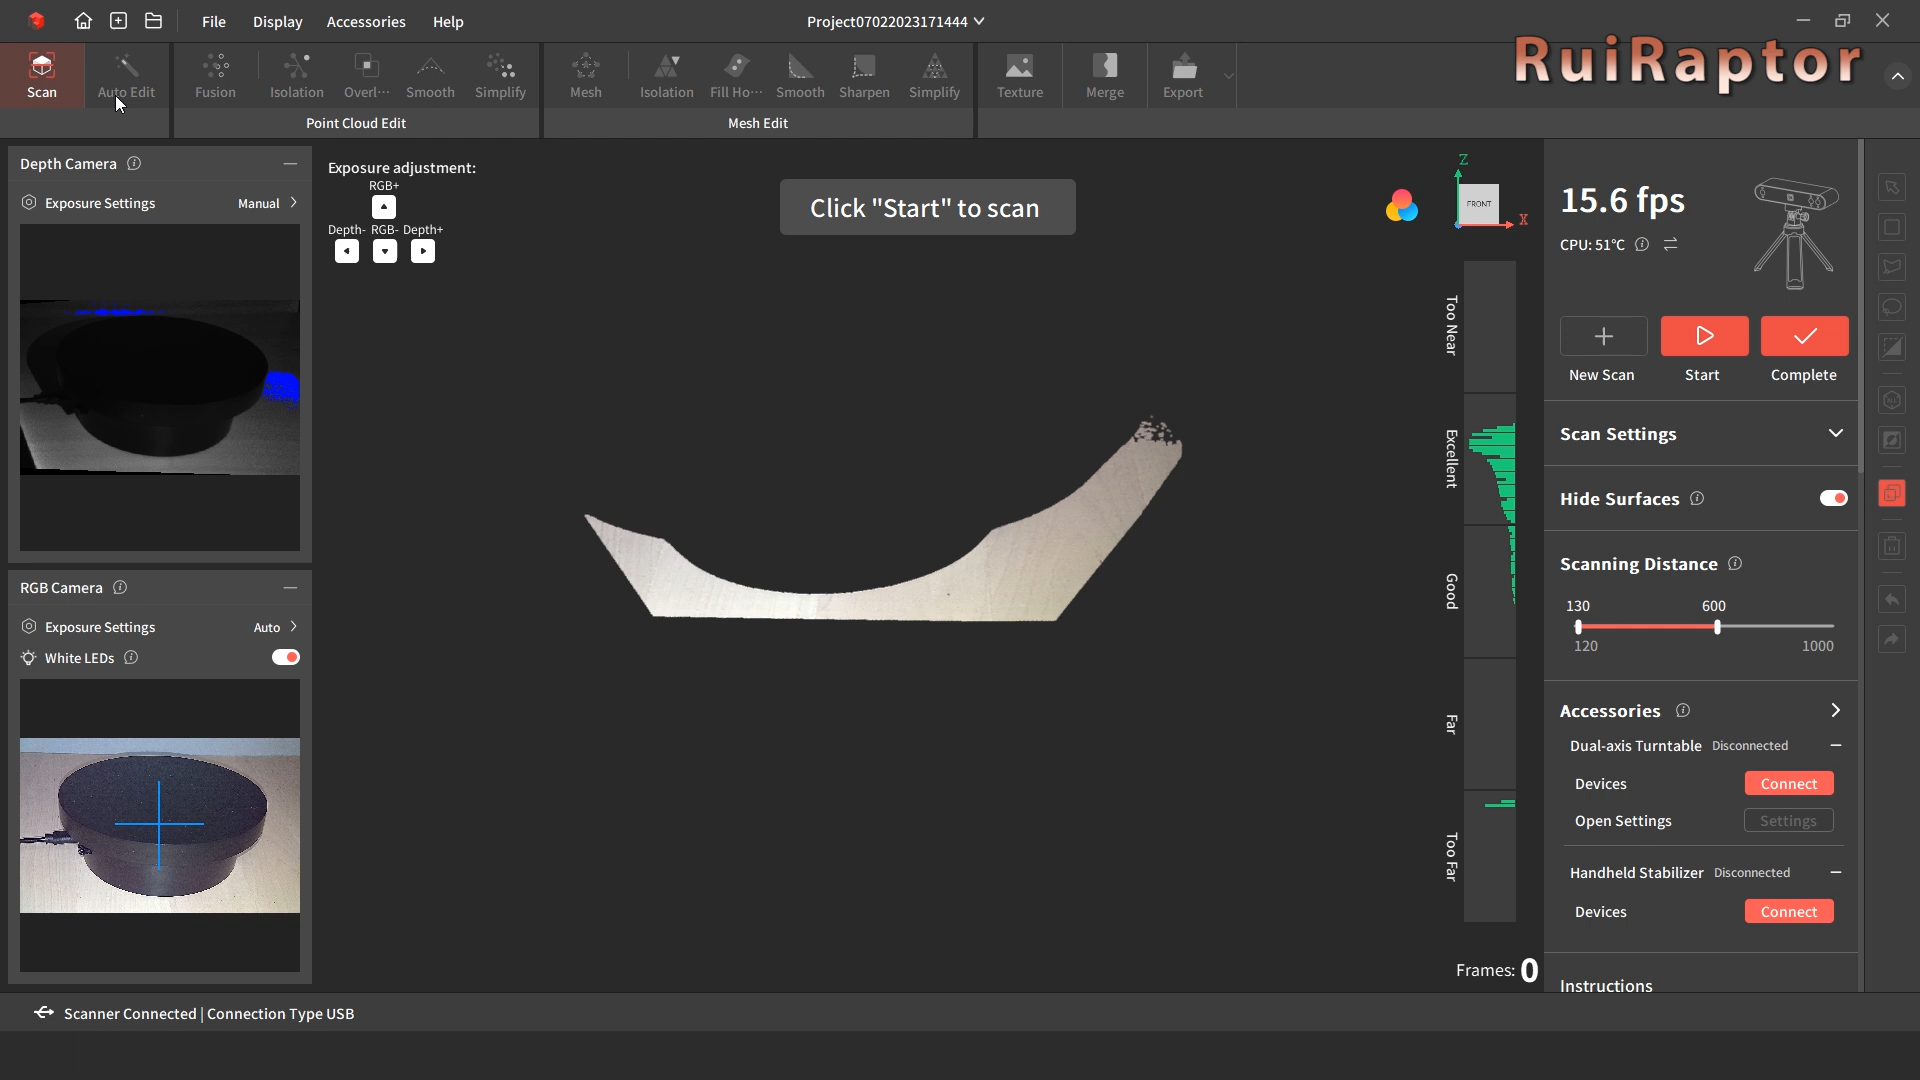 File Display Accessories Help
Project07022023171444
RuiRaptor
Scan Auto Edit Fusion Isolation Overl··· Smooth Simplify Mesh Isolation Fill Ho··· Smooth Sharpen Simplify Texture Merge Export
Point Cloud Edit
Mesh Edit
Depth Camera
Exposure Settings Manual
RGB Camera
Exposure Settings Auto
White LEDs
Exposure adjustment:
RGB+
Depth- RGB- Depth+
Click "Start" to scan
Z
FRONT
X
Too Near
Excellent
Good
Far
Too Far
Frames: 0
15.6 fps
CPU: 51°C
New Scan Start Complete
Scan Settings
Hide Surfaces
Scanning Distance
130 600
120 1000
Accessories
Dual-axis Turntable Disconnected
Devices Connect
Open Settings Settings
Handheld Stabilizer Disconnected
Devices Connect
Instructions
Scanner Connected | Connection Type USB